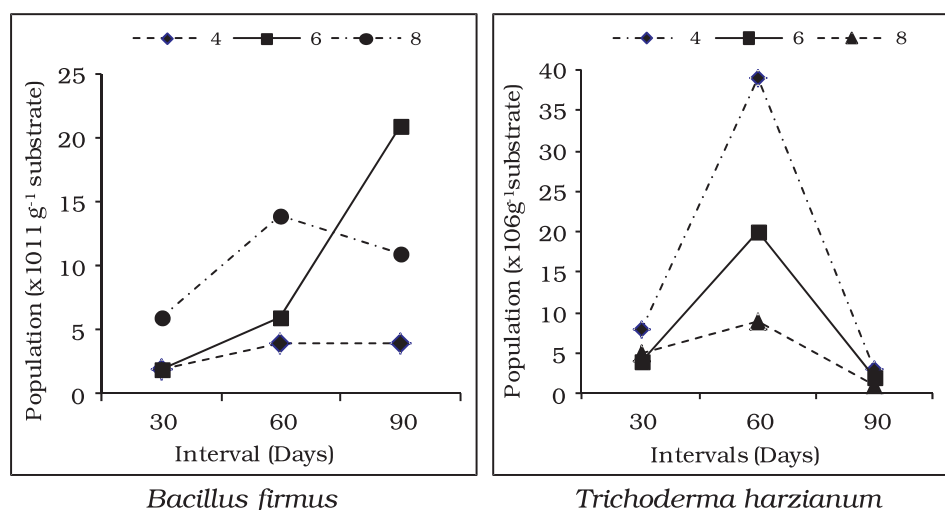 4 6 8
25
20
15
10
5
0
Population (x1011 g⁻¹ substrate)
30 60 90
Interval (Days)
Bacillus firmus
4 6 8
40
35
30
25
20
15
10
5
0
Population (x106g⁻¹substrate)
30 60 90
Intervals (Days)
Trichoderma harzianum